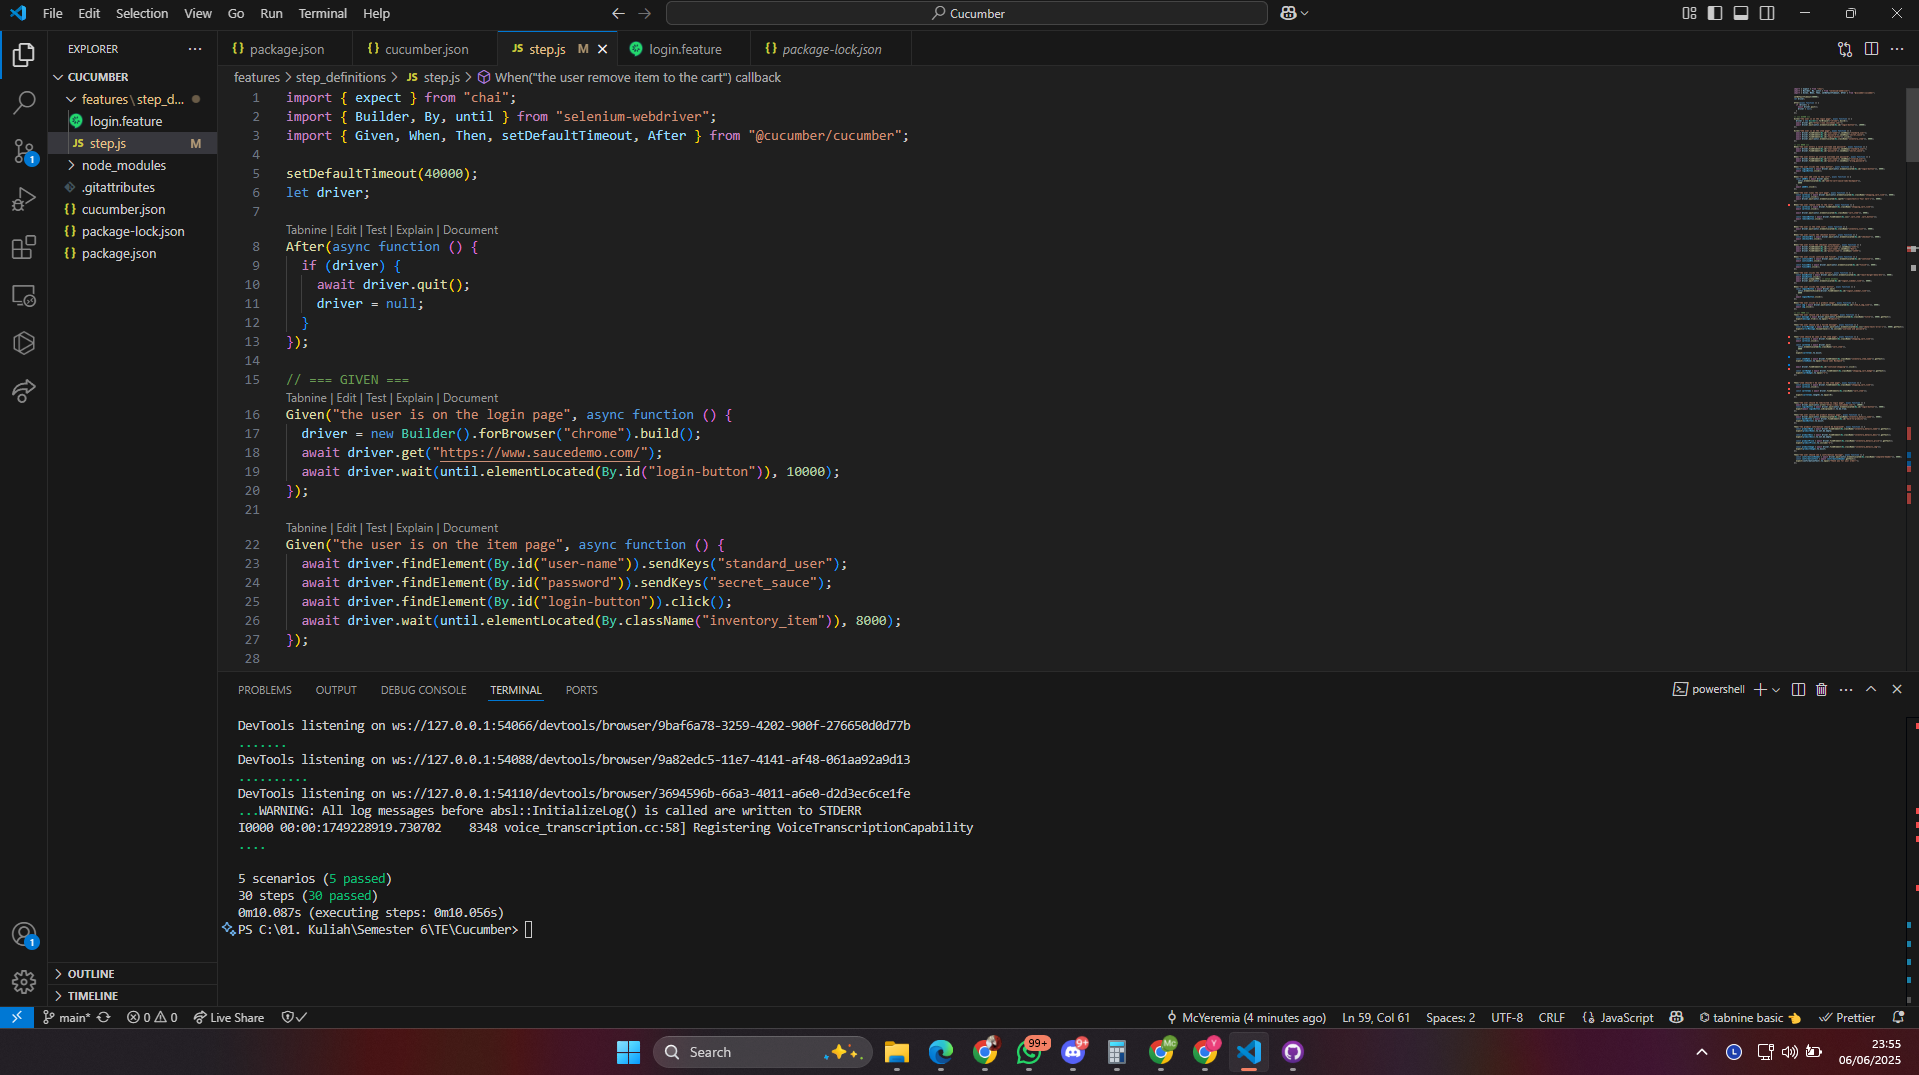 File Edit Selection View Go Run Terminal Help
Cucumber
EXPLORER
package.json
cucumber.json
JS step.js M
login.feature
package-lock.json
CUCUMBER
features > step_definitions > JS step.js > When("the user remove item to the cart") callback
features\step_d...
login.feature
JS step.js M
node_modules
.gitattributes
cucumber.json
package-lock.json
package.json
1 import { expect } from "chai";
2 import { Builder, By, until } from "selenium-webdriver";
3 import { Given, When, Then, setDefaultTimeout, After } from "@cucumber/cucumber";
4
5 setDefaultTimeout(40000);
6 let driver;
7
Tabnine | Edit | Test | Explain | Document
8 After(async function () {
9 if (driver) {
10 await driver.quit();
11 driver = null;
12 }
13 });
14
15 // === GIVEN ===
Tabnine | Edit | Test | Explain | Document
16 Given("the user is on the login page", async function () {
17 driver = new Builder().forBrowser("chrome").build();
18 await driver.get("https://www.saucedemo.com/");
19 await driver.wait(until.elementLocated(By.id("login-button")), 10000);
20 });
21
Tabnine | Edit | Test | Explain | Document
22 Given("the user is on the item page", async function () {
23 await driver.findElement(By.id("user-name")).sendKeys("standard_user");
24 await driver.findElement(By.id("password")).sendKeys("secret_sauce");
25 await driver.findElement(By.id("login-button")).click();
26 await driver.wait(until.elementLocated(By.className("inventory_item")), 8000);
27 });
28
PROBLEMS OUTPUT DEBUG CONSOLE TERMINAL PORTS
powershell
DevTools listening on ws://127.0.0.1:54066/devtools/browser/9baf6a78-3259-4202-900f-276650d0d77b
.......
DevTools listening on ws://127.0.0.1:54088/devtools/browser/9a82edc5-11e7-4141-af48-061aa92a9d13
..........
DevTools listening on ws://127.0.0.1:54110/devtools/browser/3694596b-66a3-4011-a6e0-d2d3ec6ce1fe
...WARNING: All log messages before absl::InitializeLog() is called are written to STDERR
I0000 00:00:1749228919.730702 8348 voice_transcription.cc:58] Registering VoiceTranscriptionCapability
....
5 scenarios (5 passed)
30 steps (30 passed)
0m10.087s (executing steps: 0m10.056s)
PS C:\01. Kuliah\Semester 6\TE\Cucumber>
OUTLINE
TIMELINE
main* 0 0 Live Share
McYeremia (4 minutes ago) Ln 59, Col 61 Spaces: 2 UTF-8 CRLF {} JavaScript tabnine basic Prettier
Search
99+
9+
23:55
06/06/2025